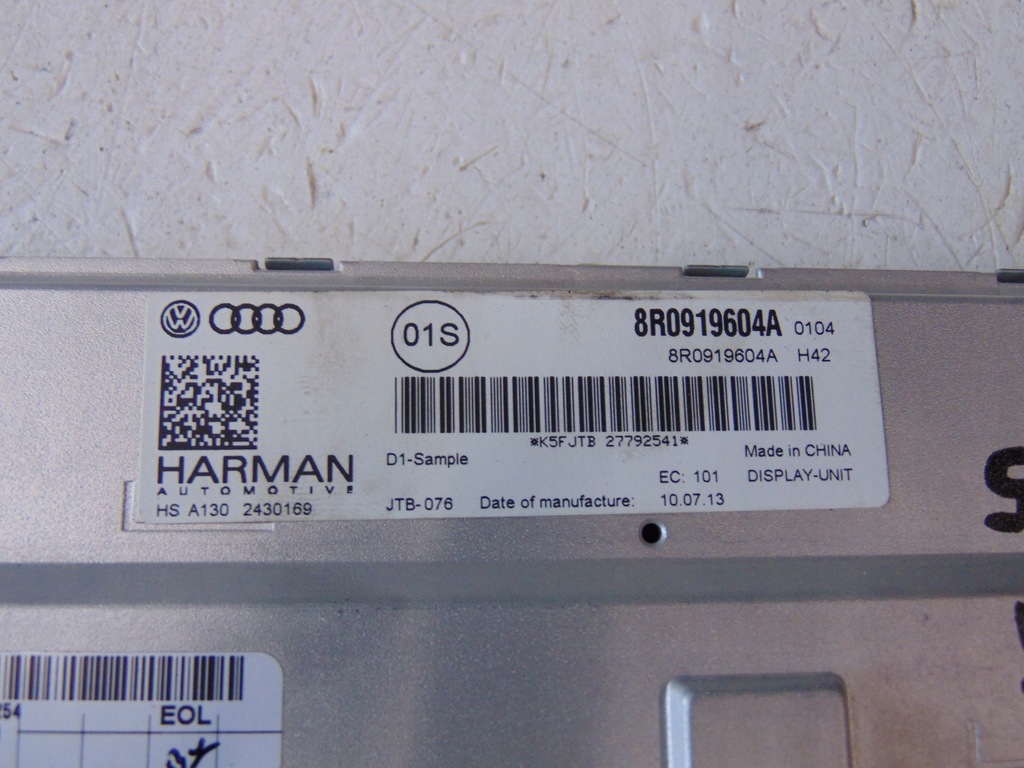 01S
8R0919604A 0104
8R0919604A H42
*K5FJTB 27792541*
HARMAN
AUTOMOTIVE
HS A130 2430169
D1-Sample
JTB-076 Date of manufacture: 10.07.13
EC: 101
Made in CHINA
DISPLAY-UNIT
254
EOL